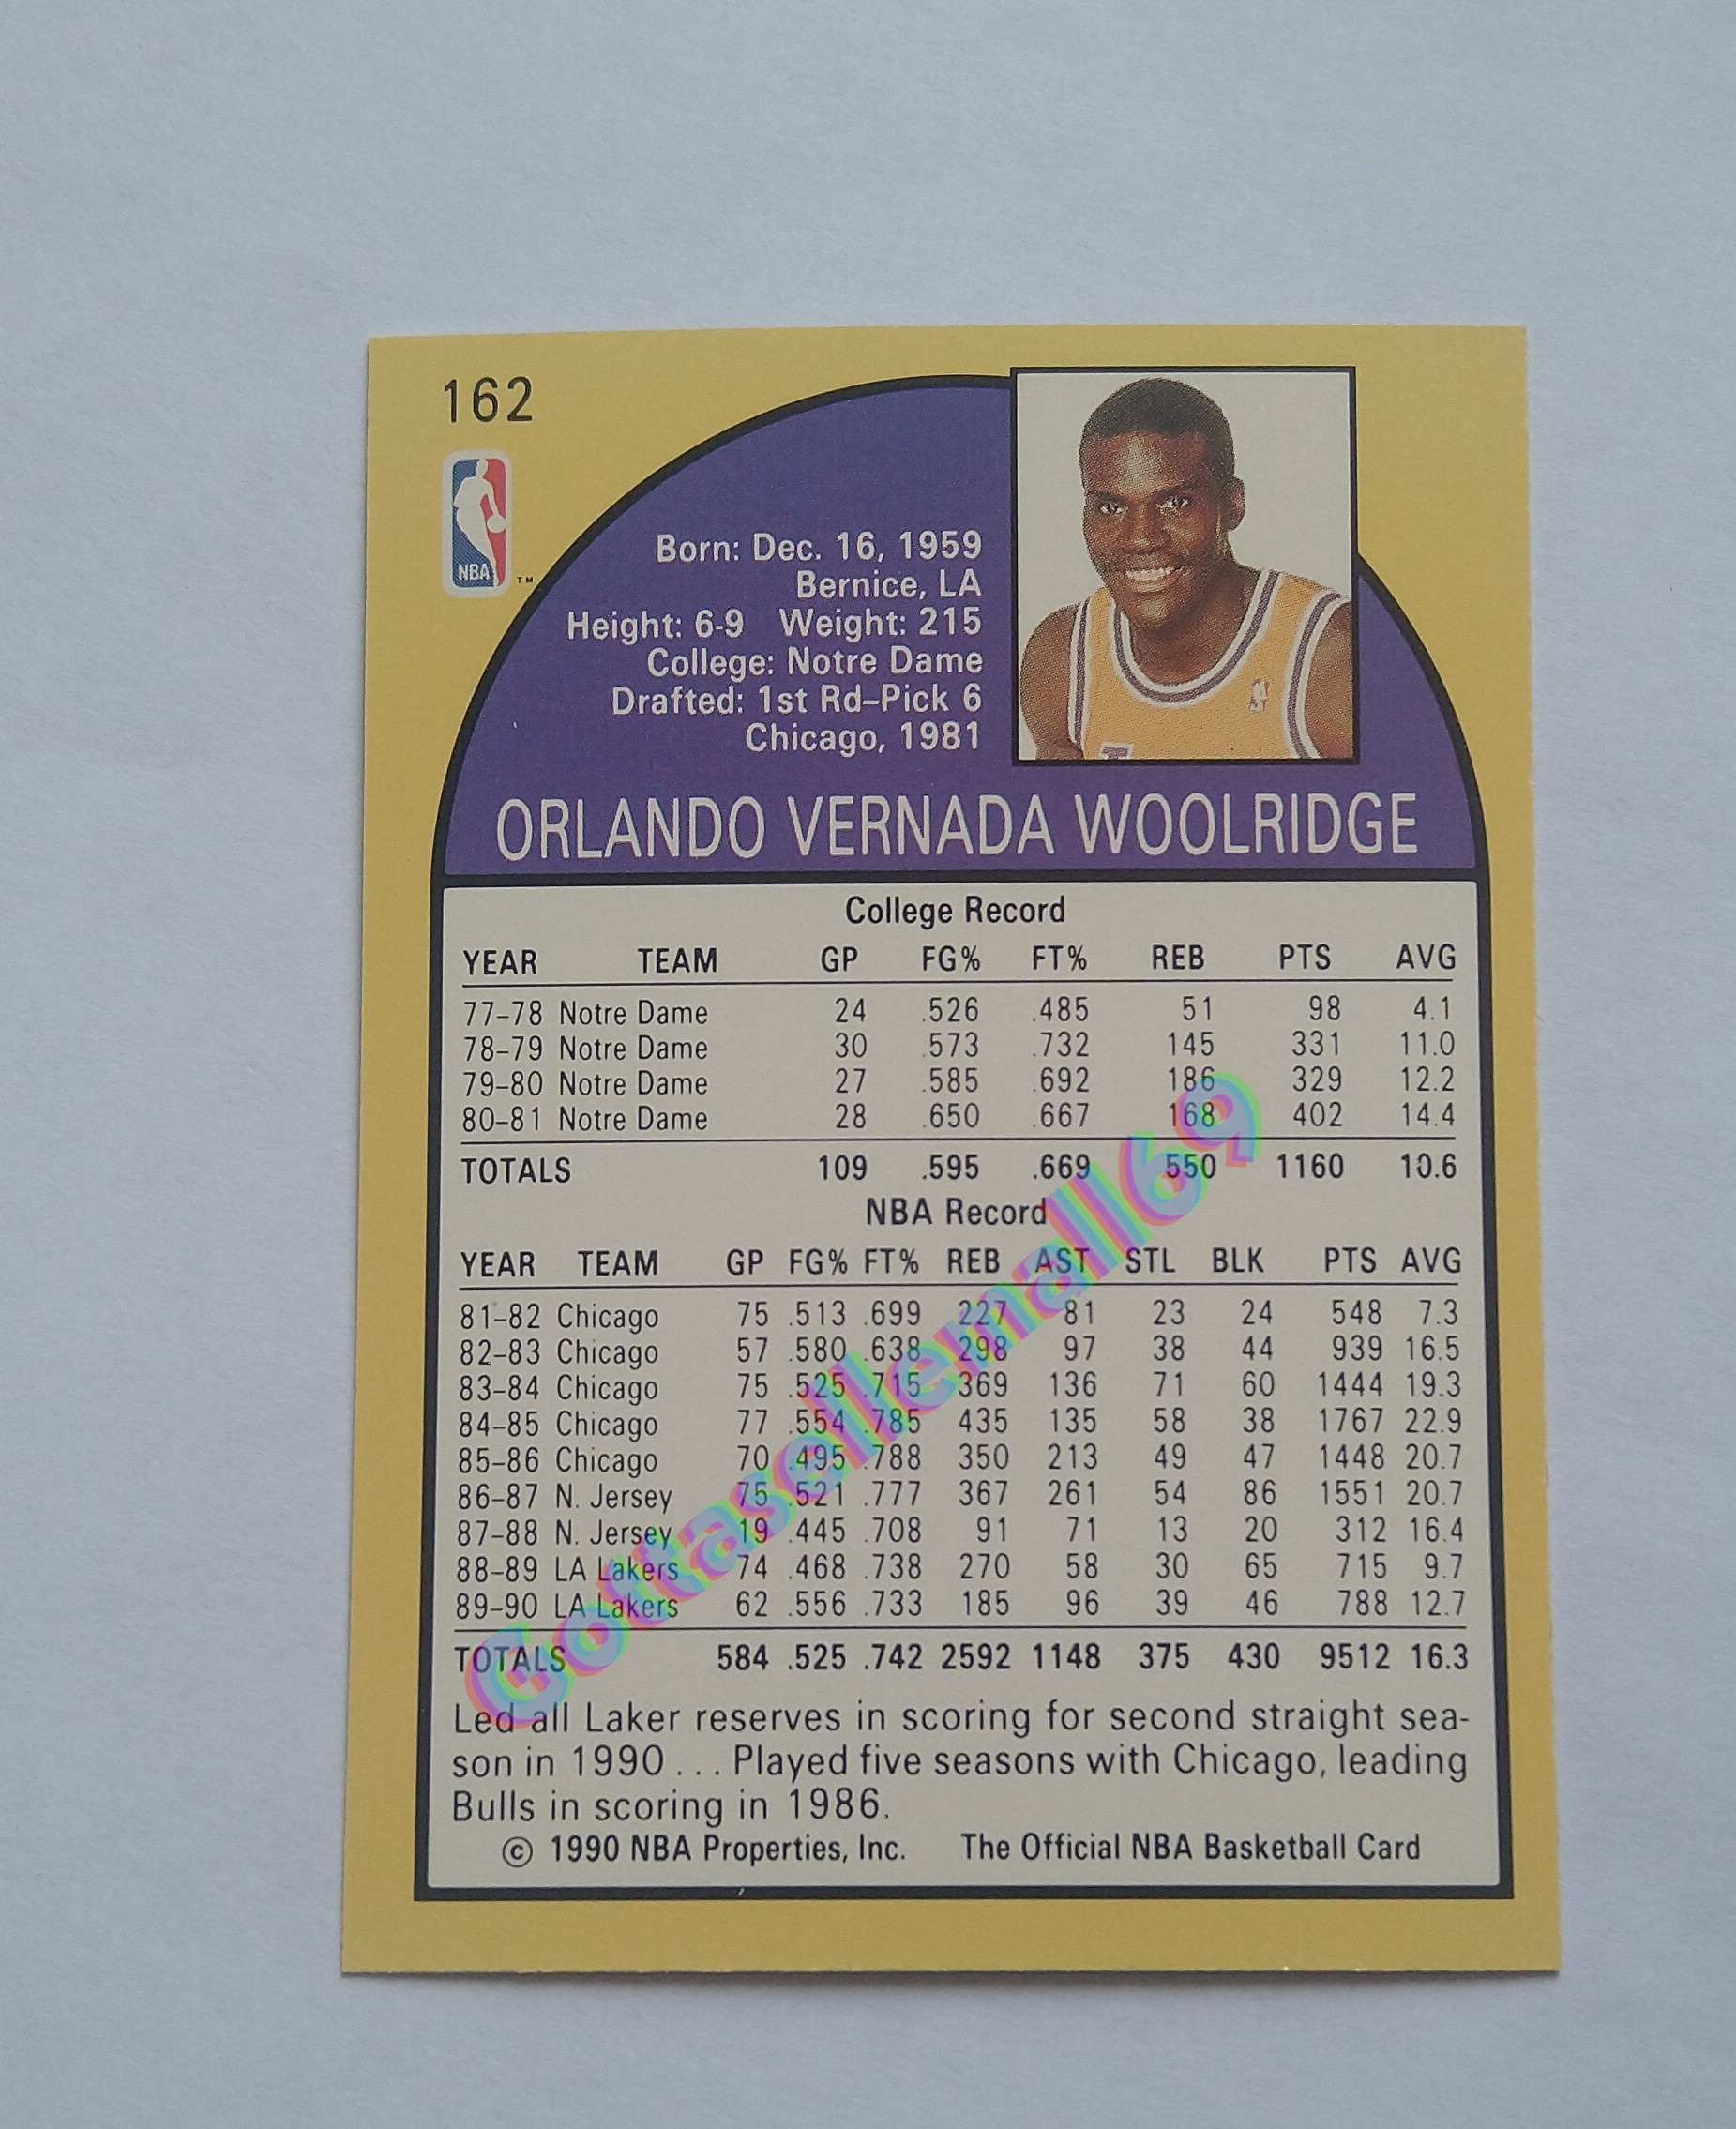 162
NBA
TM
Born: Dec. 16, 1959
Bernice, LA
Height: 6-9 Weight: 215
College: Notre Dame
Drafted: 1st Rd–Pick 6
Chicago, 1981
ORLANDO VERNADA WOOLRIDGE
College Record
YEAR TEAM GP FG% FT% REB PTS AVG
77–78 Notre Dame 24 .526 .485 51 98 4.1
78–79 Notre Dame 30 .573 .732 145 331 11.0
79–80 Notre Dame 27 .585 .692 186 329 12.2
80–81 Notre Dame 28 .650 .667 168 402 14.4
TOTALS 109 .595 .669 550 1160 10.6
NBA Record
YEAR TEAM GP FG% FT% REB AST STL BLK PTS AVG
81–82 Chicago 75 .513 .699 227 81 23 24 548 7.3
82–83 Chicago 57 .580 .638 298 97 38 44 939 16.5
83–84 Chicago 75 .525 .715 369 136 71 60 1444 19.3
84–85 Chicago 77 .554 .785 435 135 58 38 1767 22.9
85–86 Chicago 70 .495 .788 350 213 49 47 1448 20.7
86–87 N. Jersey 75 .521 .777 367 261 54 86 1551 20.7
87–88 N. Jersey 19 .445 .708 91 71 13 20 312 16.4
88–89 LA Lakers 74 .468 .738 270 58 30 65 715 9.7
89–90 LA Lakers 62 .556 .733 185 96 39 46 788 12.7
TOTALS 584 .525 .742 2592 1148 375 430 9512 16.3
Led all Laker reserves in scoring for second straight sea-
son in 1990 . . . Played five seasons with Chicago, leading
Bulls in scoring in 1986.
© 1990 NBA Properties, Inc. The Official NBA Basketball Card
Gottasellemall69